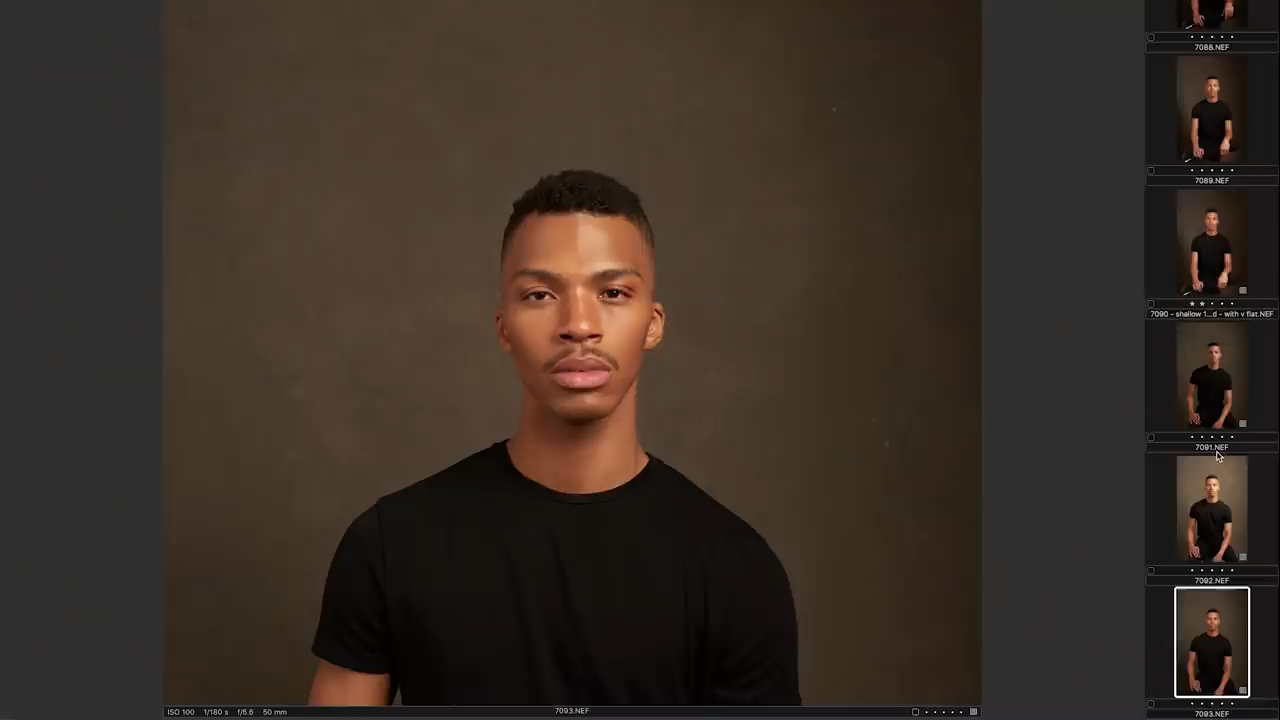 7088.NEF
7089.NEF
7090 - shallow 1...d - with v flat.NEF
7091.NEF
7092.NEF
7093.NEF
ISO 100 1/180 s f/5.6 50 mm
7093.NEF